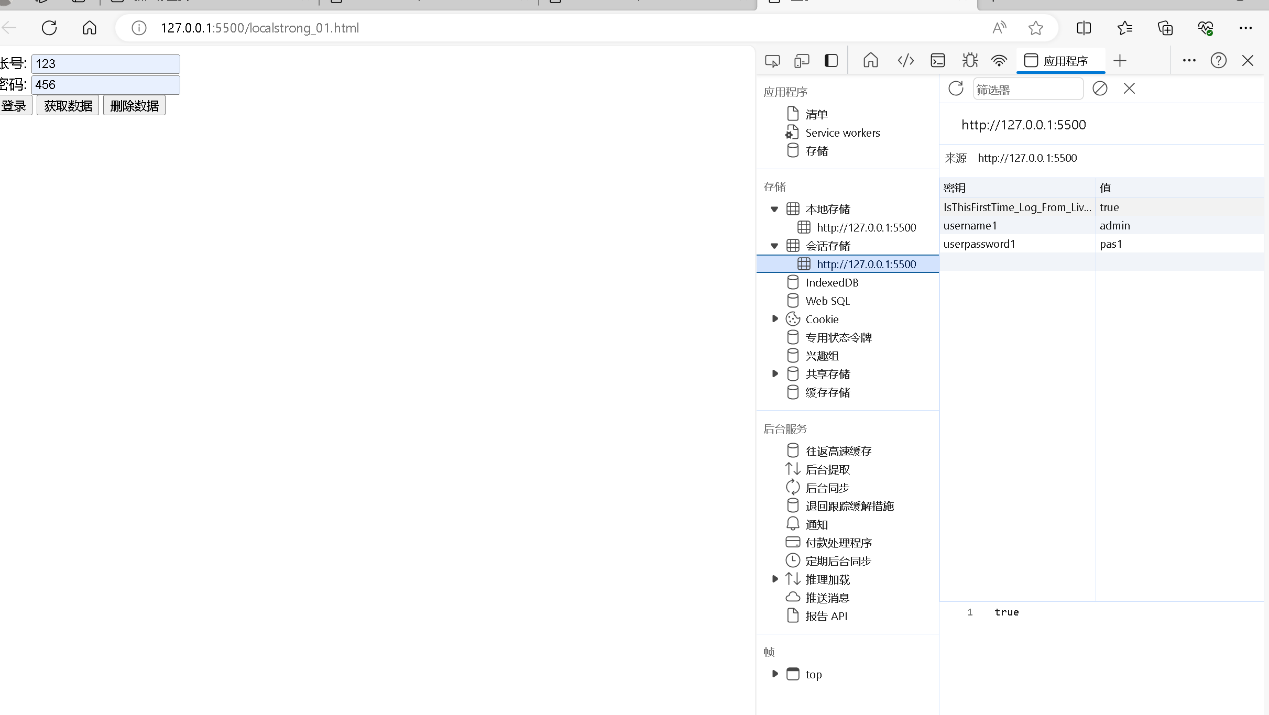 127.0.0.1:5500/localstrong_01.html
帐号: 123
密码: 456
登录 获取数据 删除数据
应用程序
筛选器
应用程序
清单
Service workers
存储
存储
本地存储
http://127.0.0.1:5500
会话存储
http://127.0.0.1:5500
IndexedDB
Web SQL
Cookie
专用状态令牌
兴趣组
共享存储
缓存存储
后台服务
往返高速缓存
后台提取
后台同步
退回跟踪缓解措施
通知
付款处理程序
定期后台同步
推理加载
推送消息
报告 API
帧
top
http://127.0.0.1:5500
来源 http://127.0.0.1:5500
密钥 值
IsThisFirstTime_Log_From_Liv... true
username1 admin
userpassword1 pas1
1 true